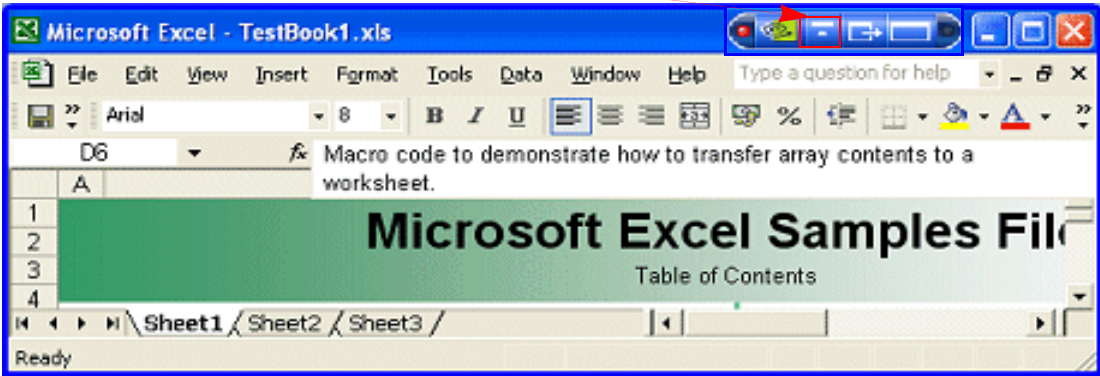 Microsoft Excel - TestBook1.xls
File Edit View Insert Format Tools Data Window Help Type a question for help
Arial 8 B I U %
D6 fx Macro code to demonstrate how to transfer array contents to a
worksheet.
A
1
Microsoft Excel Samples File
2
3 Table of Contents
4
Sheet1 Sheet2 Sheet3
Ready